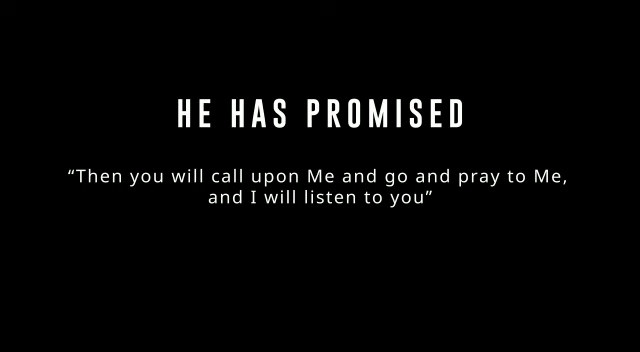 HE HAS PROMISED
“Then you will call upon Me and go and pray to Me,
and I will listen to you”